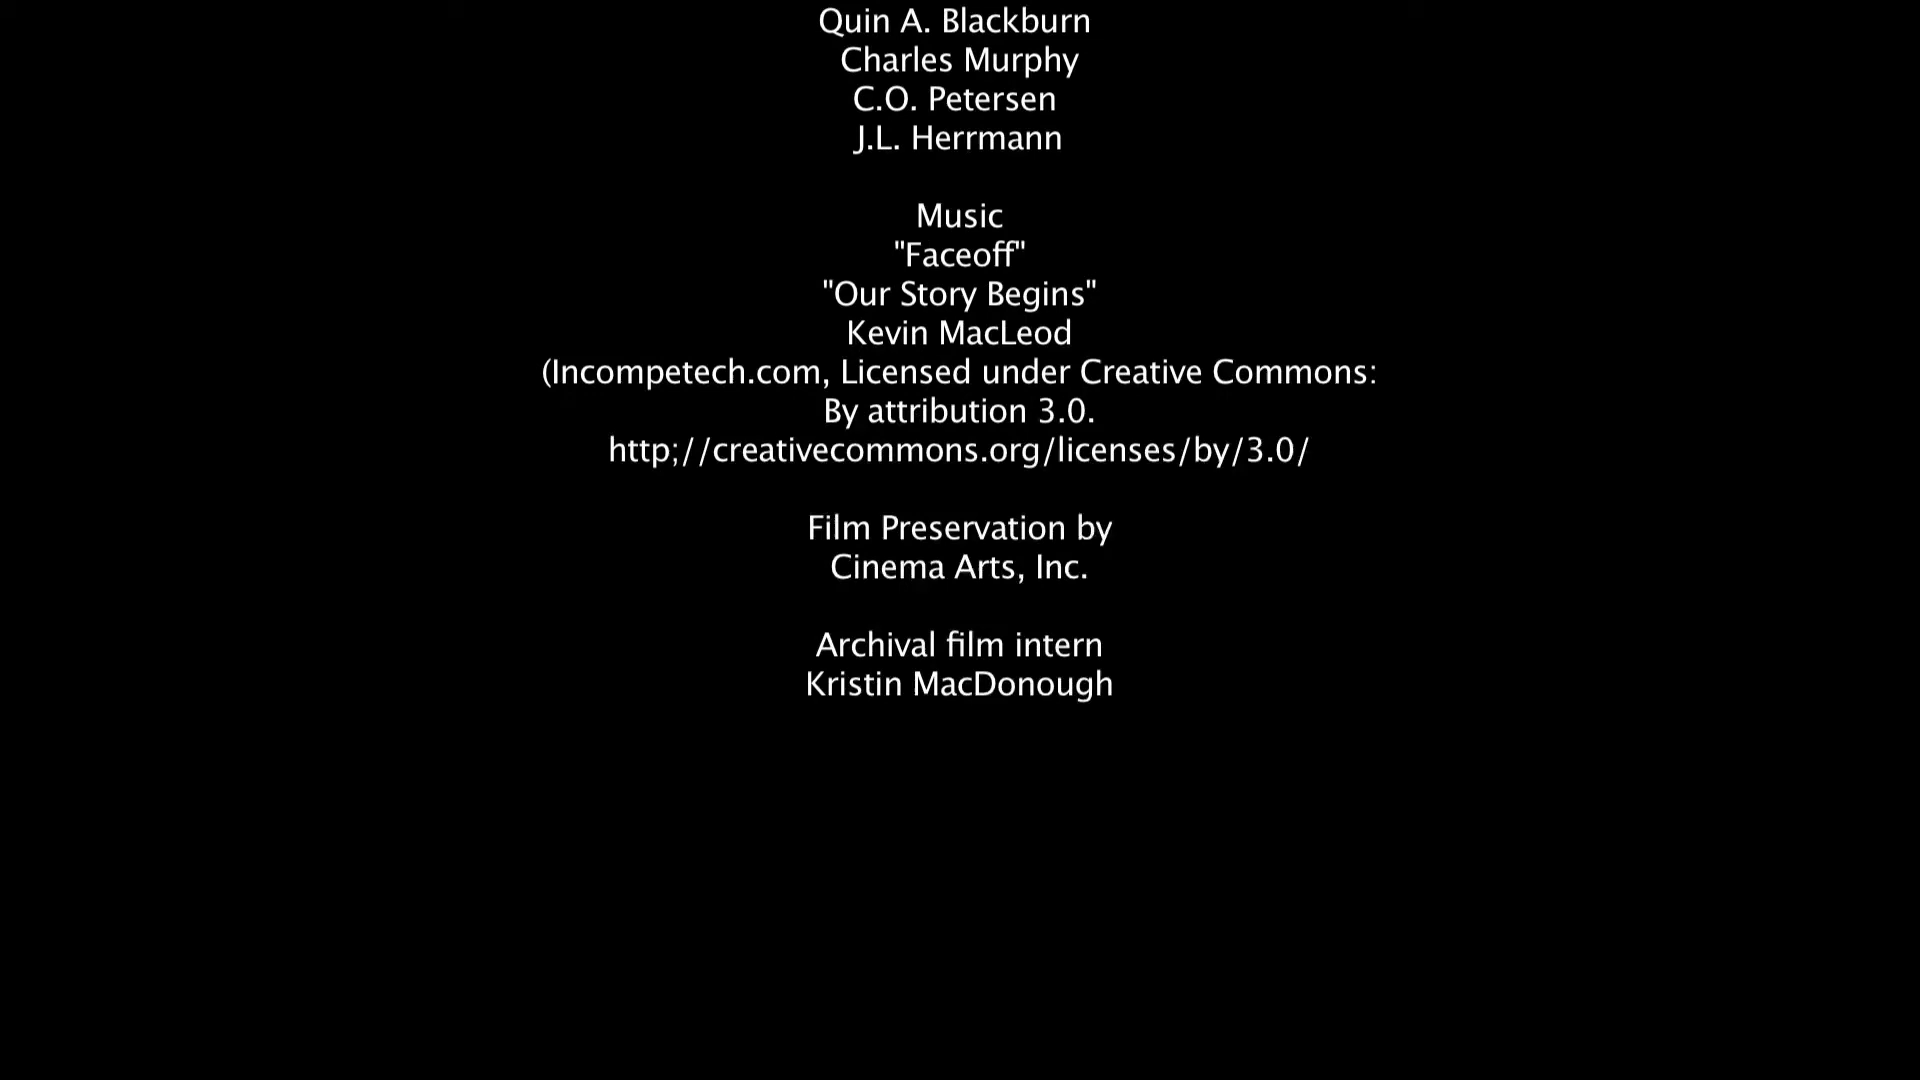 Quin A. Blackburn
Charles Murphy
C.O. Petersen
J.L. Herrmann
Music
"Faceoff"
"Our Story Begins"
Kevin MacLeod
(Incompetech.com, Licensed under Creative Commons:
By attribution 3.0.
http;//creativecommons.org/licenses/by/3.0/
Film Preservation by
Cinema Arts, Inc.
Archival film intern
Kristin MacDonough